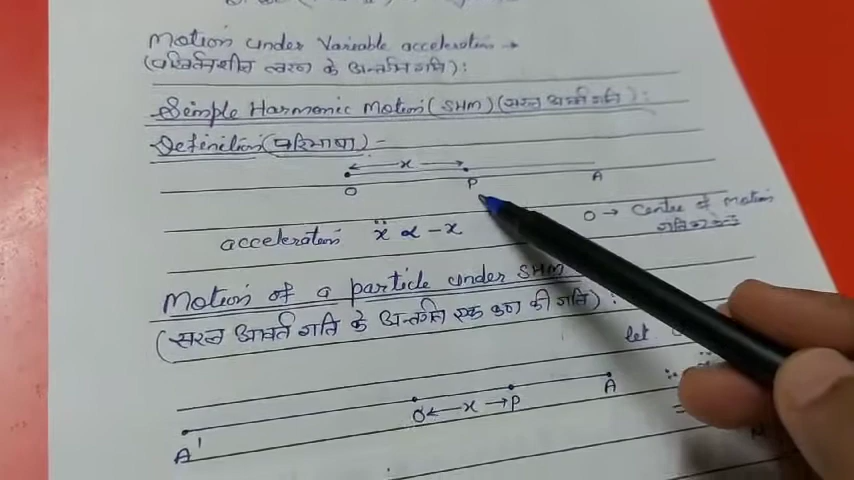 Motion under Variable acceleration →
(परिवर्तनशील त्वरण के अन्तर्गत गति):
Simple Harmonic Motion (SHM) (सरल आवर्त गति):
Definition (परिभाषा) -
x
O P A
O → Centre of Motion
acceleration ẍ ∝ -x
Motion of a particle under SHM
(सरल आवर्त गति के अन्तर्गत एक कण की गति):
let
A' O ← x → P A